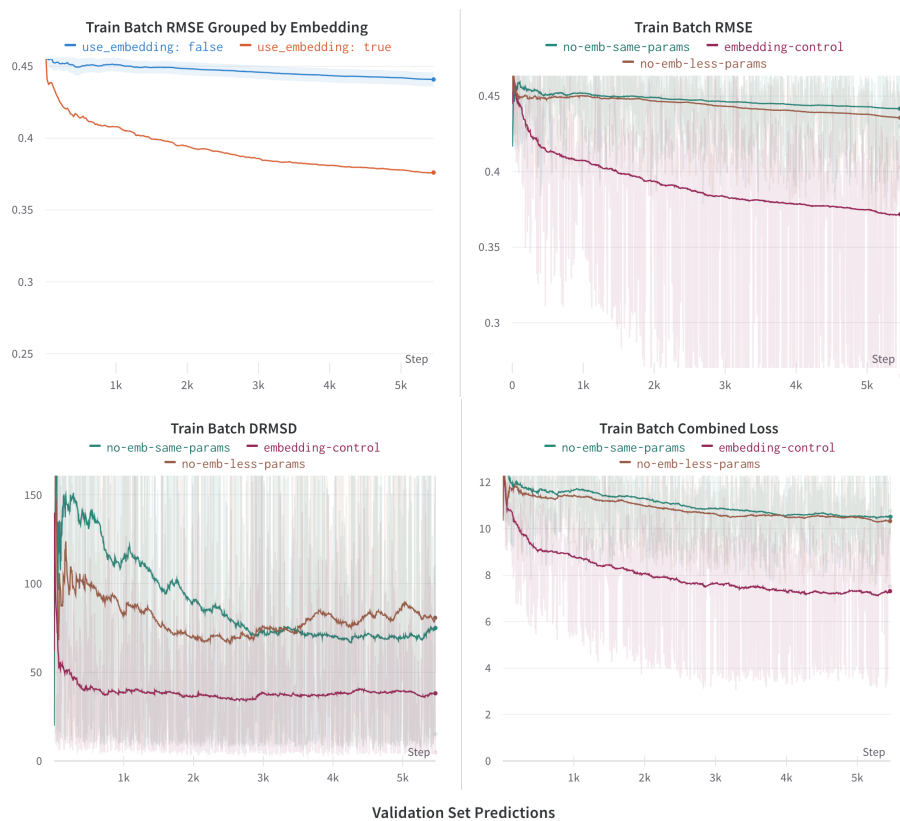 Train Batch RMSE Grouped by Embedding
use_embedding: false use_embedding: true
0.45
0.4
0.35
0.3
0.25
Step
1k 2k 3k 4k 5k
Train Batch RMSE
no-emb-same-params embedding-control
no-emb-less-params
0.45
0.4
0.35
0.3
Step
0 1k 2k 3k 4k 5k
Train Batch DRMSD
no-emb-same-params embedding-control
no-emb-less-params
150
100
50
0
Step
1k 2k 3k 4k 5k
Train Batch Combined Loss
no-emb-same-params embedding-control
no-emb-less-params
12
10
8
6
4
2
0
Step
1k 2k 3k 4k 5k
Validation Set Predictions